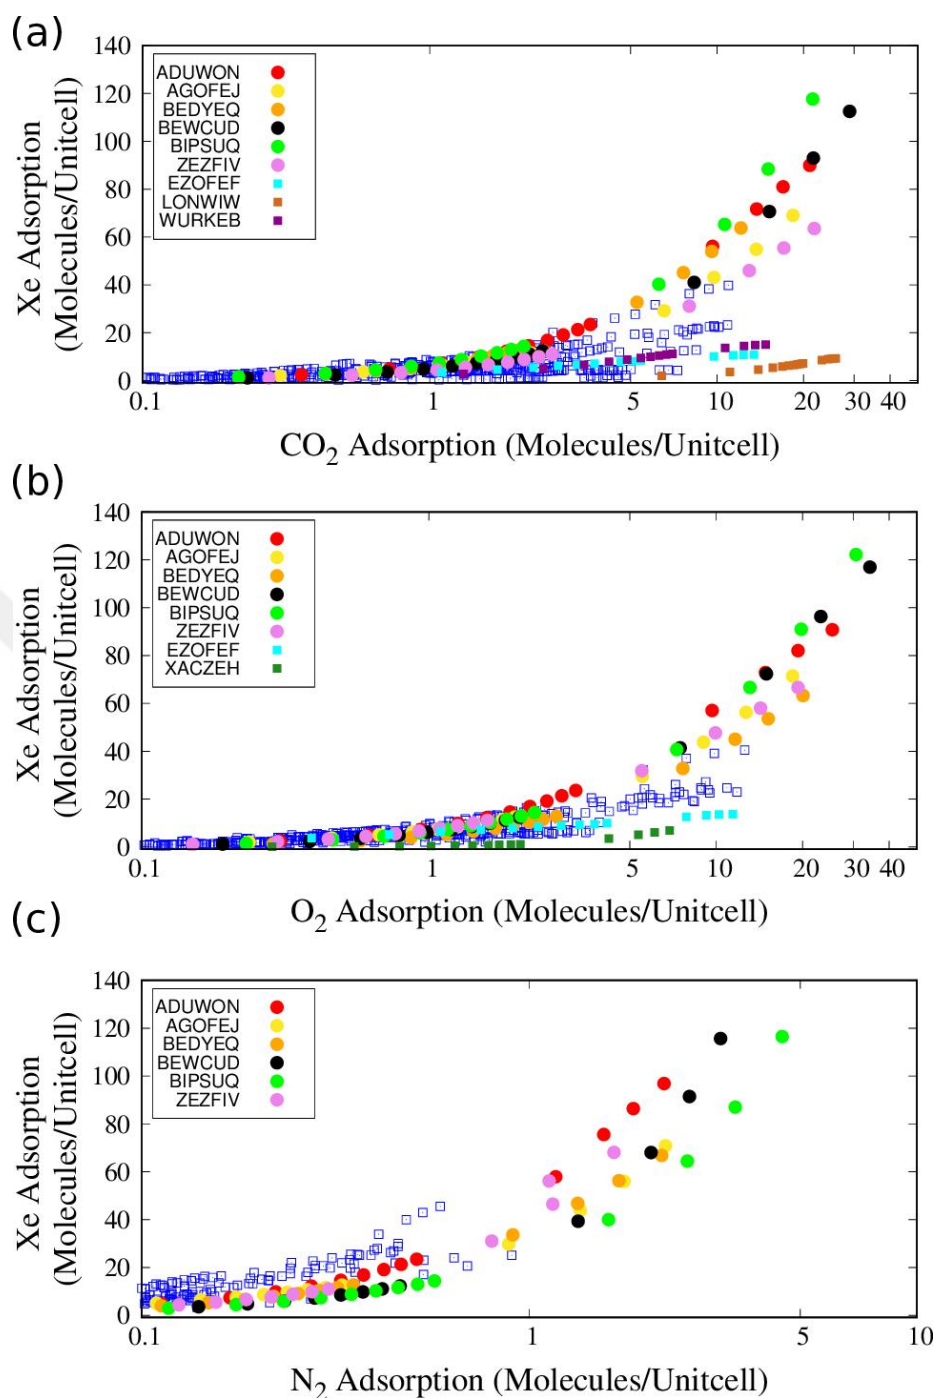 (a)
140
120
100
80
60
40
20
0
Xe Adsorption
(Molecules/Unitcell)
ADUWON
AGOFEJ
BEDYEQ
BEWCUD
BIPSUQ
ZEZFIV
EZOFEF
LONWIW
WURKEB
0.1 1 5 10 20 30 40
CO2 Adsorption (Molecules/Unitcell)
(b)
140
120
100
80
60
40
20
0
Xe Adsorption
(Molecules/Unitcell)
ADUWON
AGOFEJ
BEDYEQ
BEWCUD
BIPSUQ
ZEZFIV
EZOFEF
XACZEH
0.1 1 5 10 20 30 40
O2 Adsorption (Molecules/Unitcell)
(c)
140
120
100
80
60
40
20
0
Xe Adsorption
(Molecules/Unitcell)
ADUWON
AGOFEJ
BEDYEQ
BEWCUD
BIPSUQ
ZEZFIV
0.1 1 5 10
N2 Adsorption (Molecules/Unitcell)